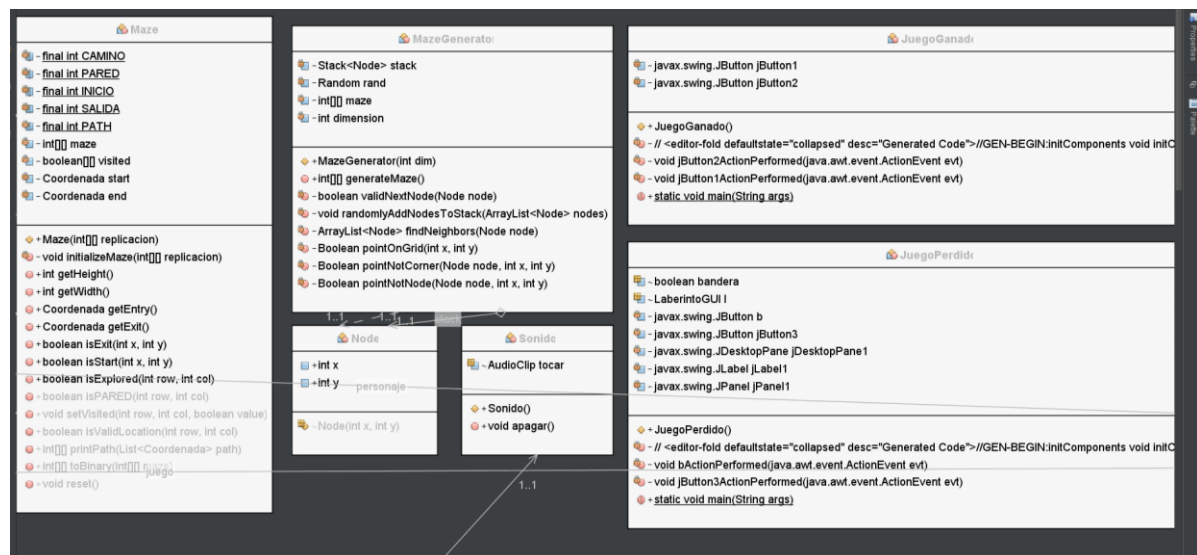 Maze
- final int CAMINO
- final int PARED
- final int INICIO
- final int SALIDA
- final int PATH
- int[][] maze
- boolean[][] visited
- Coordenada start
- Coordenada end
+ Maze(int[][] replicacion)
- void initializeMaze(int[][] replicacion)
+ int getHeight()
+ int getWidth()
+ Coordenada getEntry()
+ Coordenada getExit()
+ boolean isExit(int x, int y)
+ boolean isStart(int x, int y)
+ boolean isExplored(int row, int col)
+ boolean isPARED(int row, int col)
+ void setVisited(int row, int col, boolean value)
+ boolean isValidLocation(int row, int col)
+ int[][] printPath(List<Coordenada> path)
+ int[][] toBinary(int[][]
+ void reset()
juego
MazeGenerator
- Stack<Node> stack
- Random rand
- int[][] maze
- int dimension
+ MazeGenerator(int dim)
+ int[][] generateMaze()
- boolean validNextNode(Node node)
- void randomlyAddNodesToStack(ArrayList<Node> nodes)
- ArrayList<Node> findNeighbors(Node node)
- Boolean pointOnGrid(int x, int y)
- Boolean pointNotCorner(Node node, int x, int y)
- Boolean pointNotNode(Node node, int x, int y)
1..1
1..1
1..1
stack
Node
+ int x
+ int y
personaje
~ Node(int x, int y)
Sonido
~ AudioClip tocar
+ Sonido()
+ void apagar()
1..1
JuegoGanado
- javax.swing.JButton jButton1
- javax.swing.JButton jButton2
+ JuegoGanado()
- // <editor-fold defaultstate="collapsed" desc="Generated Code">//GEN-BEGIN:initComponents void initC
- void jButton2ActionPerformed(java.awt.event.ActionEvent evt)
- void jButton1ActionPerformed(java.awt.event.ActionEvent evt)
+ static void main(String args)
JuegoPerdido
~ boolean bandera
~ LaberintoGUI l
- javax.swing.JButton b
- javax.swing.JButton jButton3
- javax.swing.JDesktopPane jDesktopPane1
- javax.swing.JLabel jLabel1
- javax.swing.JPanel jPanel1
+ JuegoPerdido()
- // <editor-fold defaultstate="collapsed" desc="Generated Code">//GEN-BEGIN:initComponents void initC
- void bActionPerformed(java.awt.event.ActionEvent evt)
- void jButton3ActionPerformed(java.awt.event.ActionEvent evt)
+ static void main(String args)
Properties
Palette